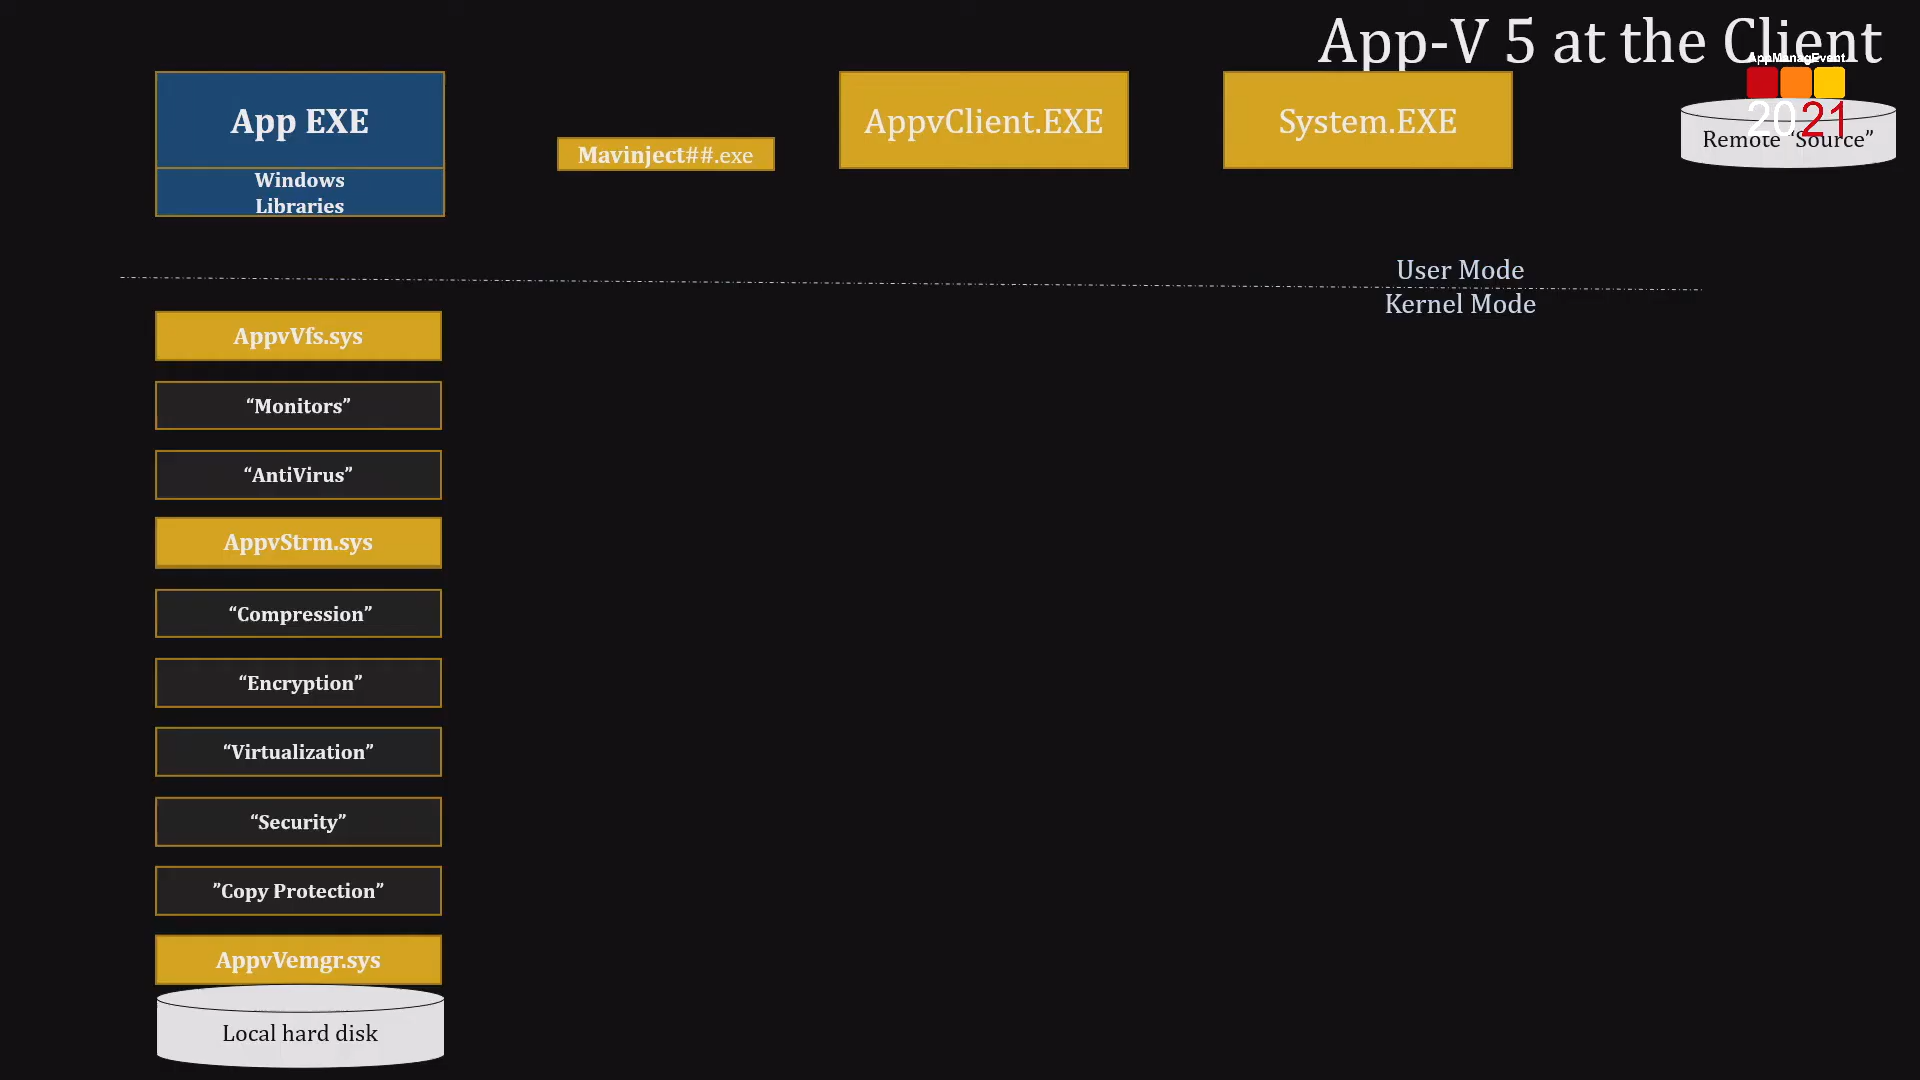 App-V 5 at the Client
AppManagEvent
2021
Remote “Source”
App EXE
Windows
Libraries
Mavinject##.exe
AppvClient.EXE
System.EXE
User Mode
Kernel Mode
AppvVfs.sys
“Monitors”
“AntiVirus”
AppvStrm.sys
“Compression”
“Encryption”
“Virtualization”
“Security”
”Copy Protection”
AppvVemgr.sys
Local hard disk